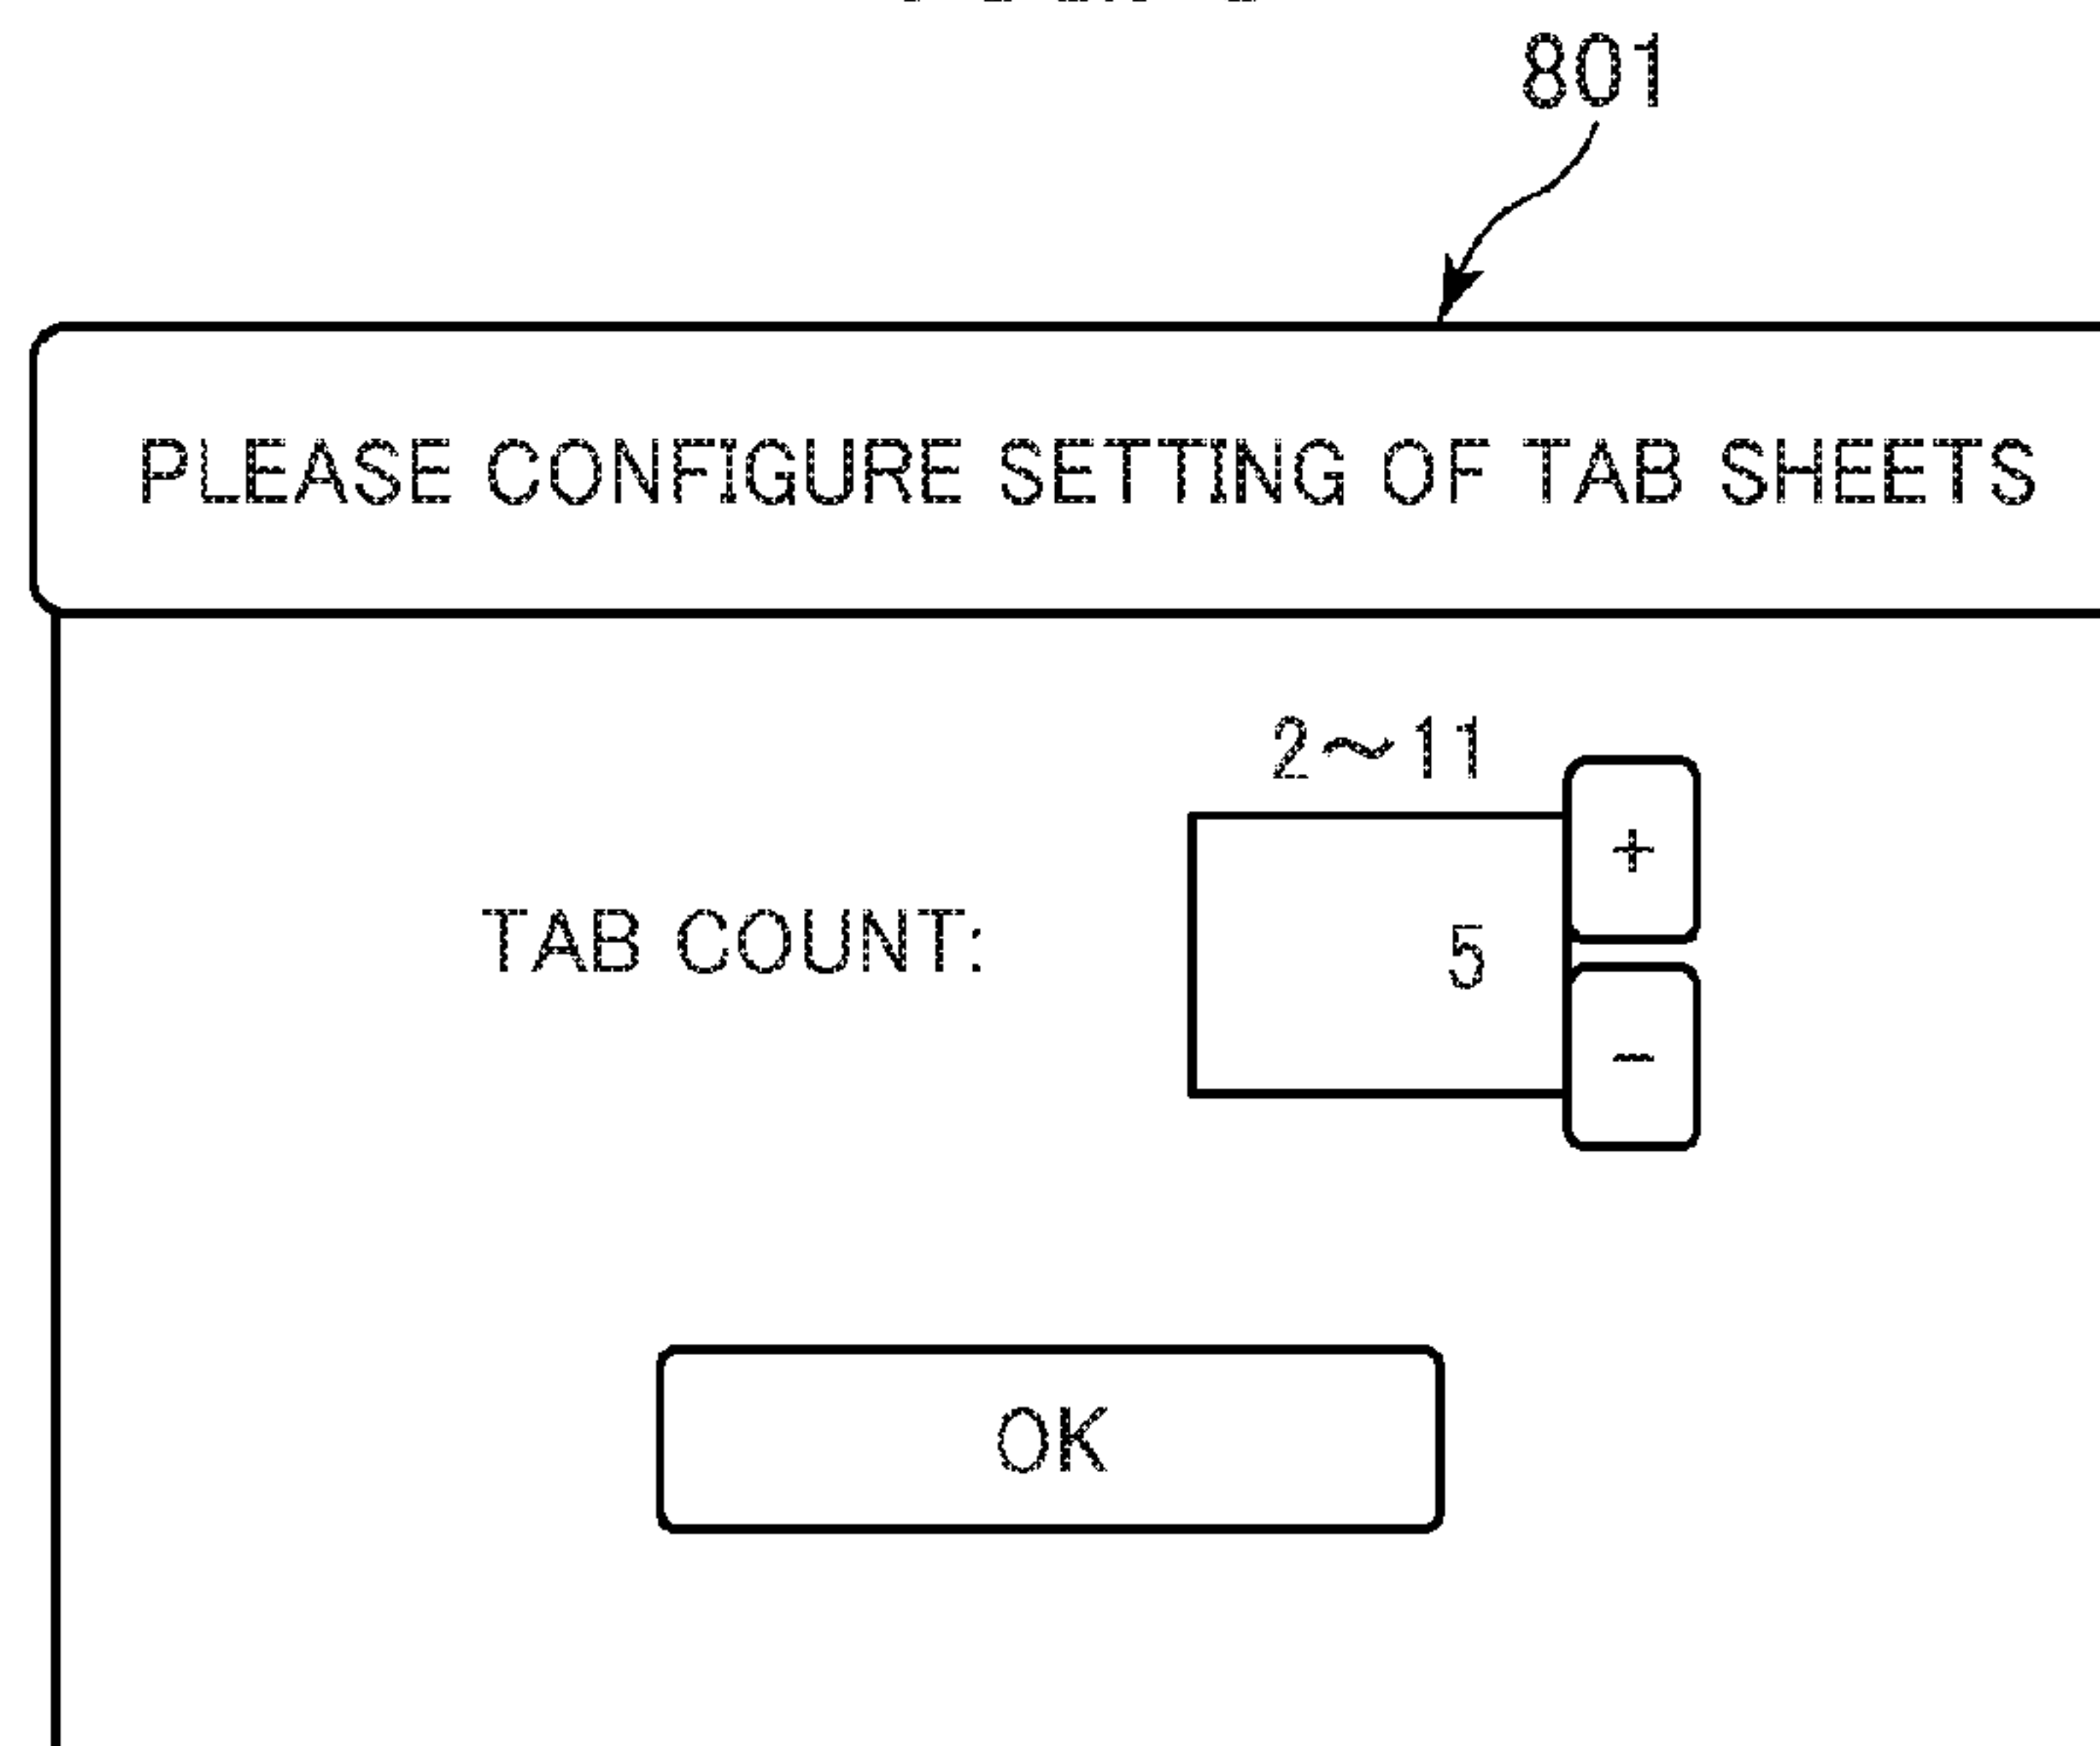 801
PLEASE CONFIGURE SETTING OF TAB SHEETS
2～11
+
TAB COUNT:
5
−
OK